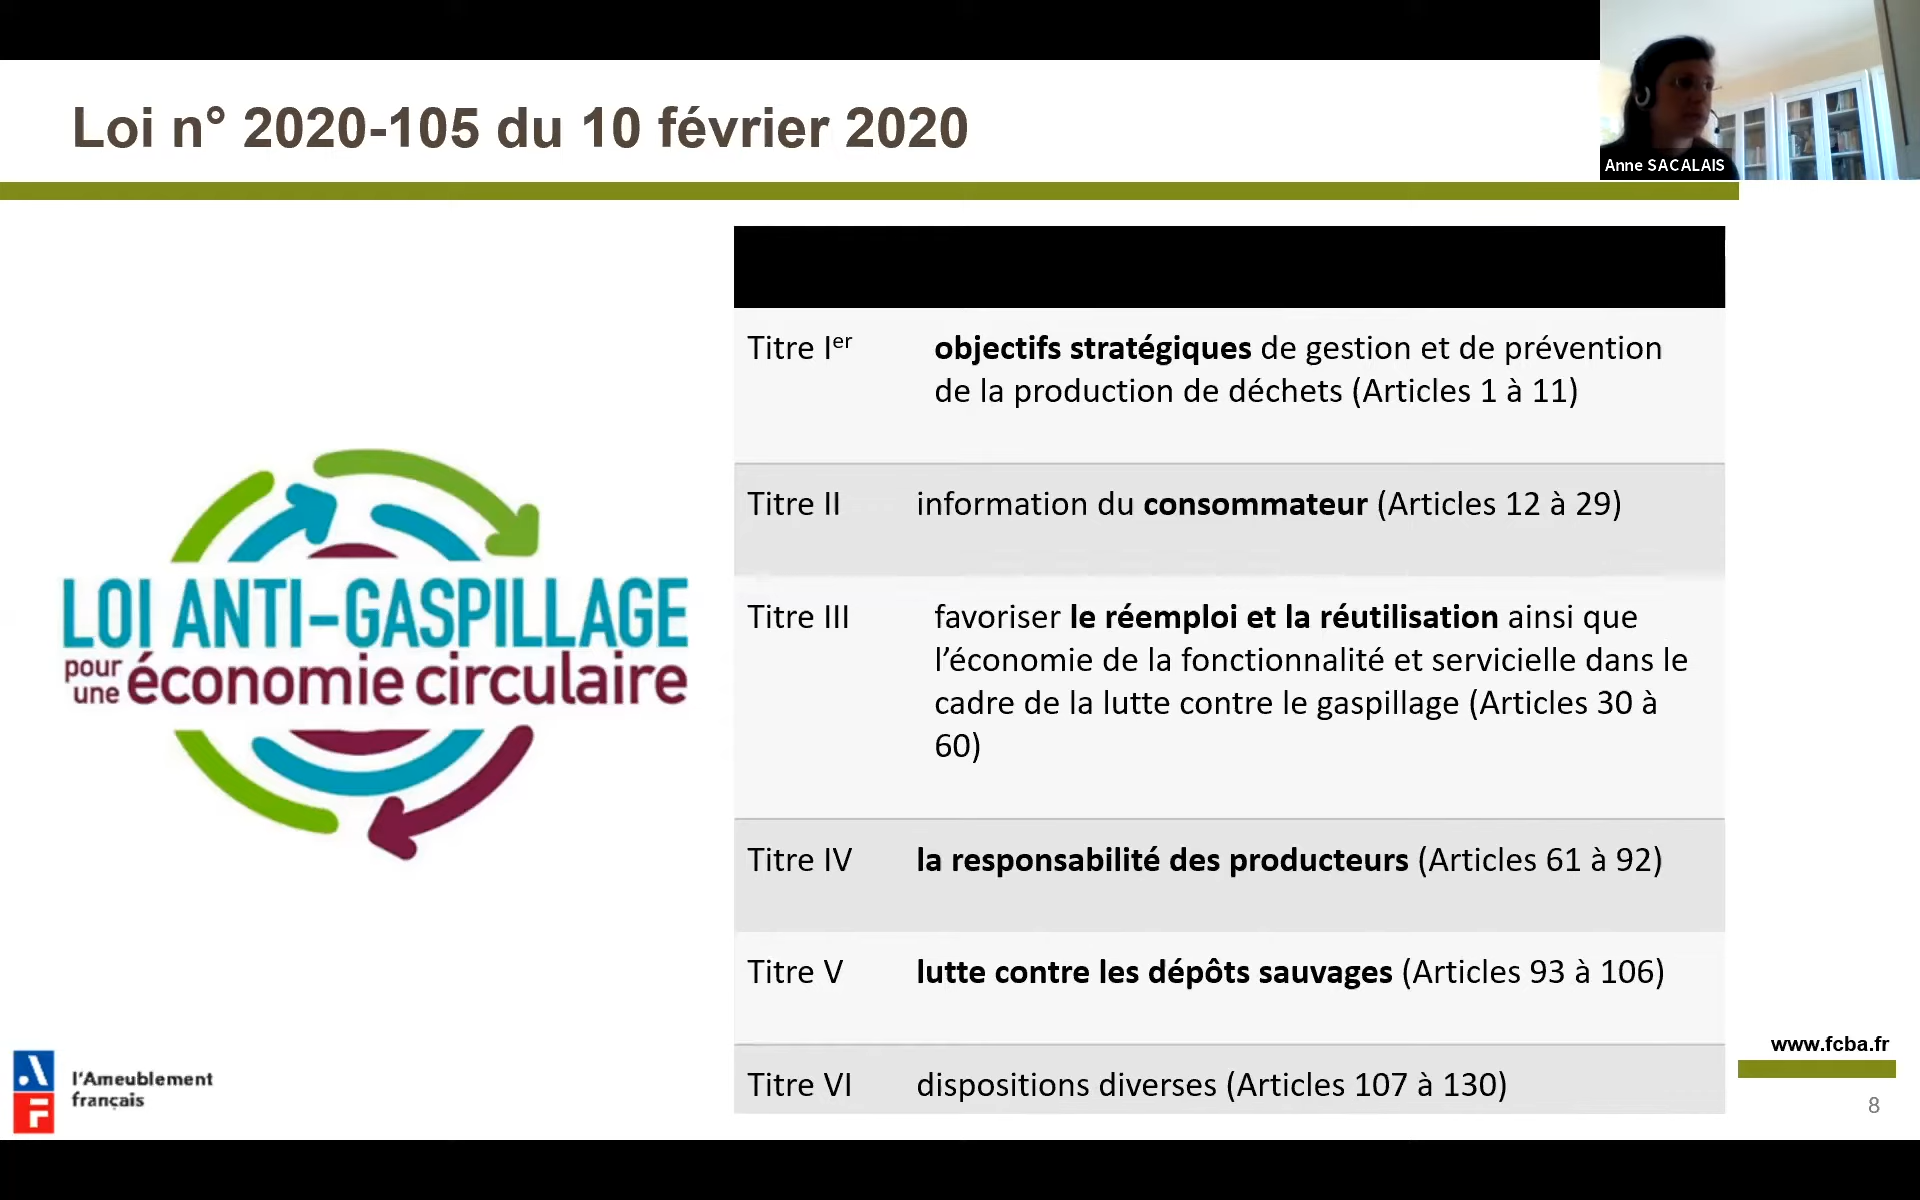 Loi n° 2020-105 du 10 février 2020
Anne SACALAIS
Titre Ier objectifs stratégiques de gestion et de prévention
de la production de déchets (Articles 1 à 11)
Titre II information du consommateur (Articles 12 à 29)
Titre III favoriser le réemploi et la réutilisation ainsi que
l’économie de la fonctionnalité et servicielle dans le
cadre de la lutte contre le gaspillage (Articles 30 à
60)
Titre IV la responsabilité des producteurs (Articles 61 à 92)
Titre V lutte contre les dépôts sauvages (Articles 93 à 106)
Titre VI dispositions diverses (Articles 107 à 130)
LOI ANTI-GASPILLAGE
pour
une économie circulaire
l'Ameublement
français
www.fcba.fr
8